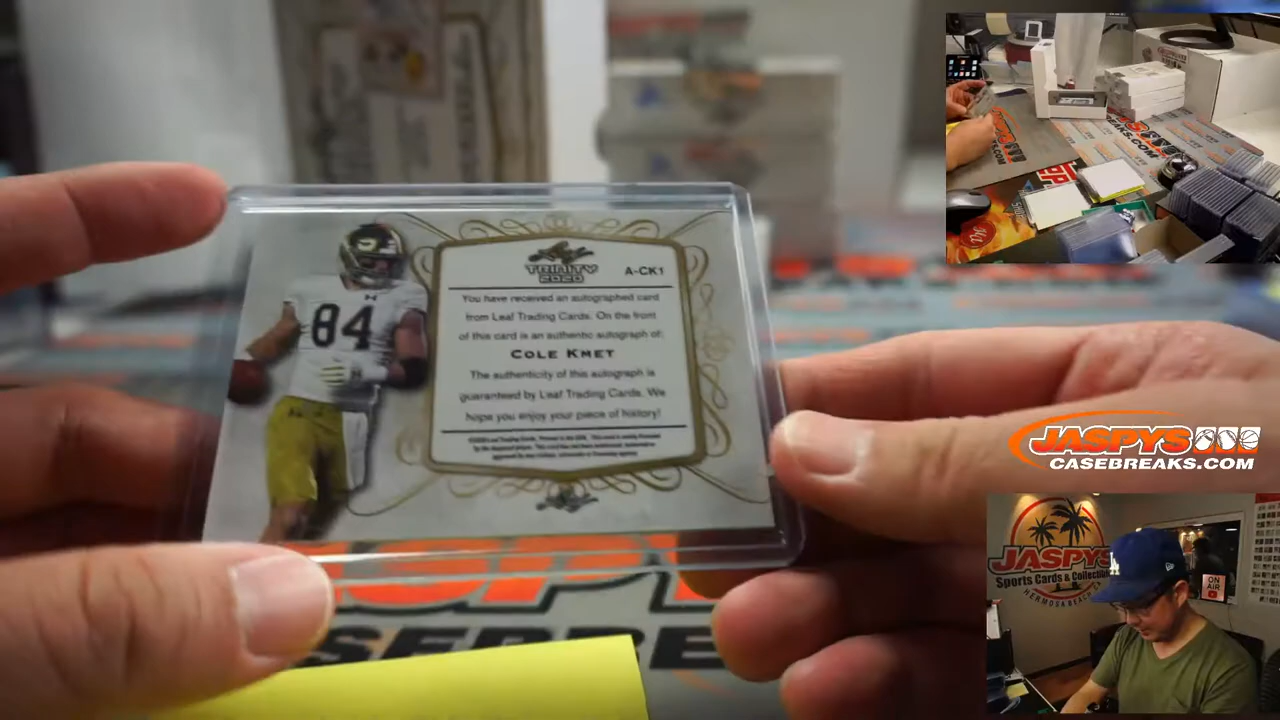 TRINITY
2020
A-CK1
You have received an autographed card
from Leaf Trading Cards. On the front
of this card is an authentic autograph of:
COLE KMET
The authenticity of this autograph is
guaranteed by Leaf Trading Cards. We
hope you enjoy your piece of history!
84
JASPYS
CASEBREAKS.COM
JASPYS
Sports Cards & Collectibles
HERMOSA BEACH
ON
AIR
LA